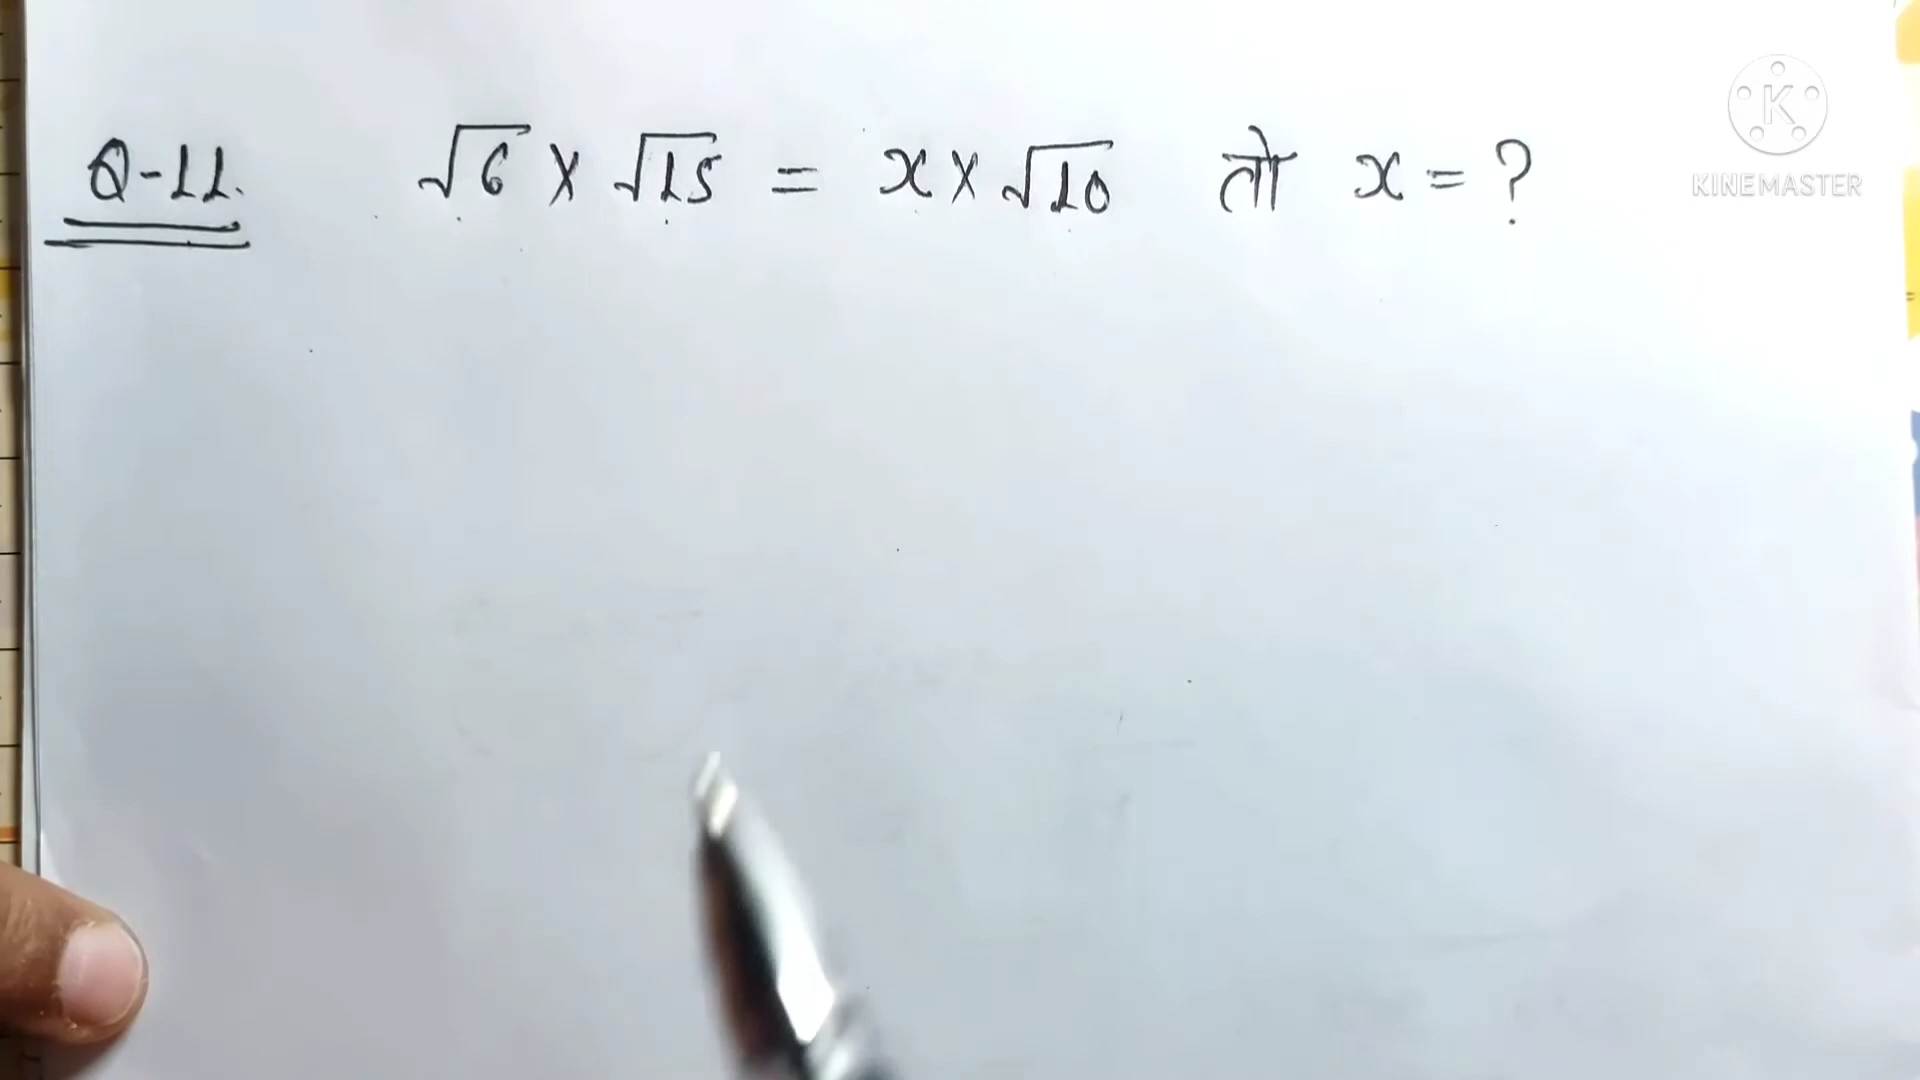 Q-11. √6 × √15 = x × √10 तो x = ?
K
KINEMASTER